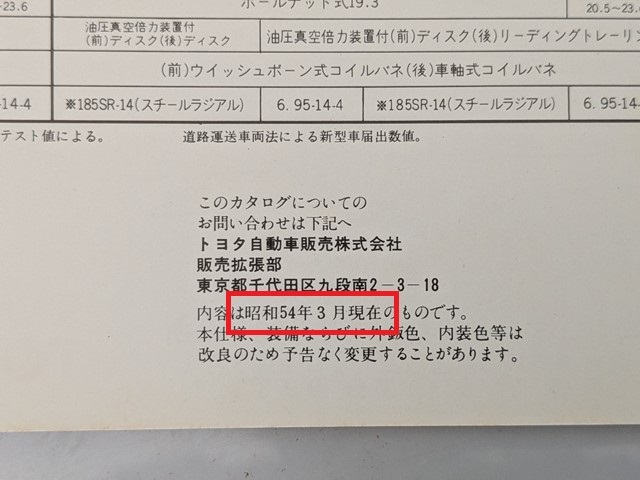 -23.6
ボールナット式19.3
20.5~23.6
油圧真空倍力装置付
(前)ディスク(後)ディスク
油圧真空倍力装置付(前)ディスク(後)リーディングトレーリン
(前)ウイッシュボーン式コイルバネ(後)車軸式コイルバネ
-14-4
※185SR-14(スチールラジアル)
6.95-14-4
※185SR-14(スチールラジアル)
6.95-14-4
テスト値による。
道路運送車両法による新型車届出数値。
このカタログについての
お問い合わせは下記へ
トヨタ自動車販売株式会社
販売拡張部
東京都千代田区九段南2-3-18
内容は昭和54年3月現在のものです。
本仕様、装備ならびに外鈑色、内装色等は
改良のため予告なく変更することがあります。